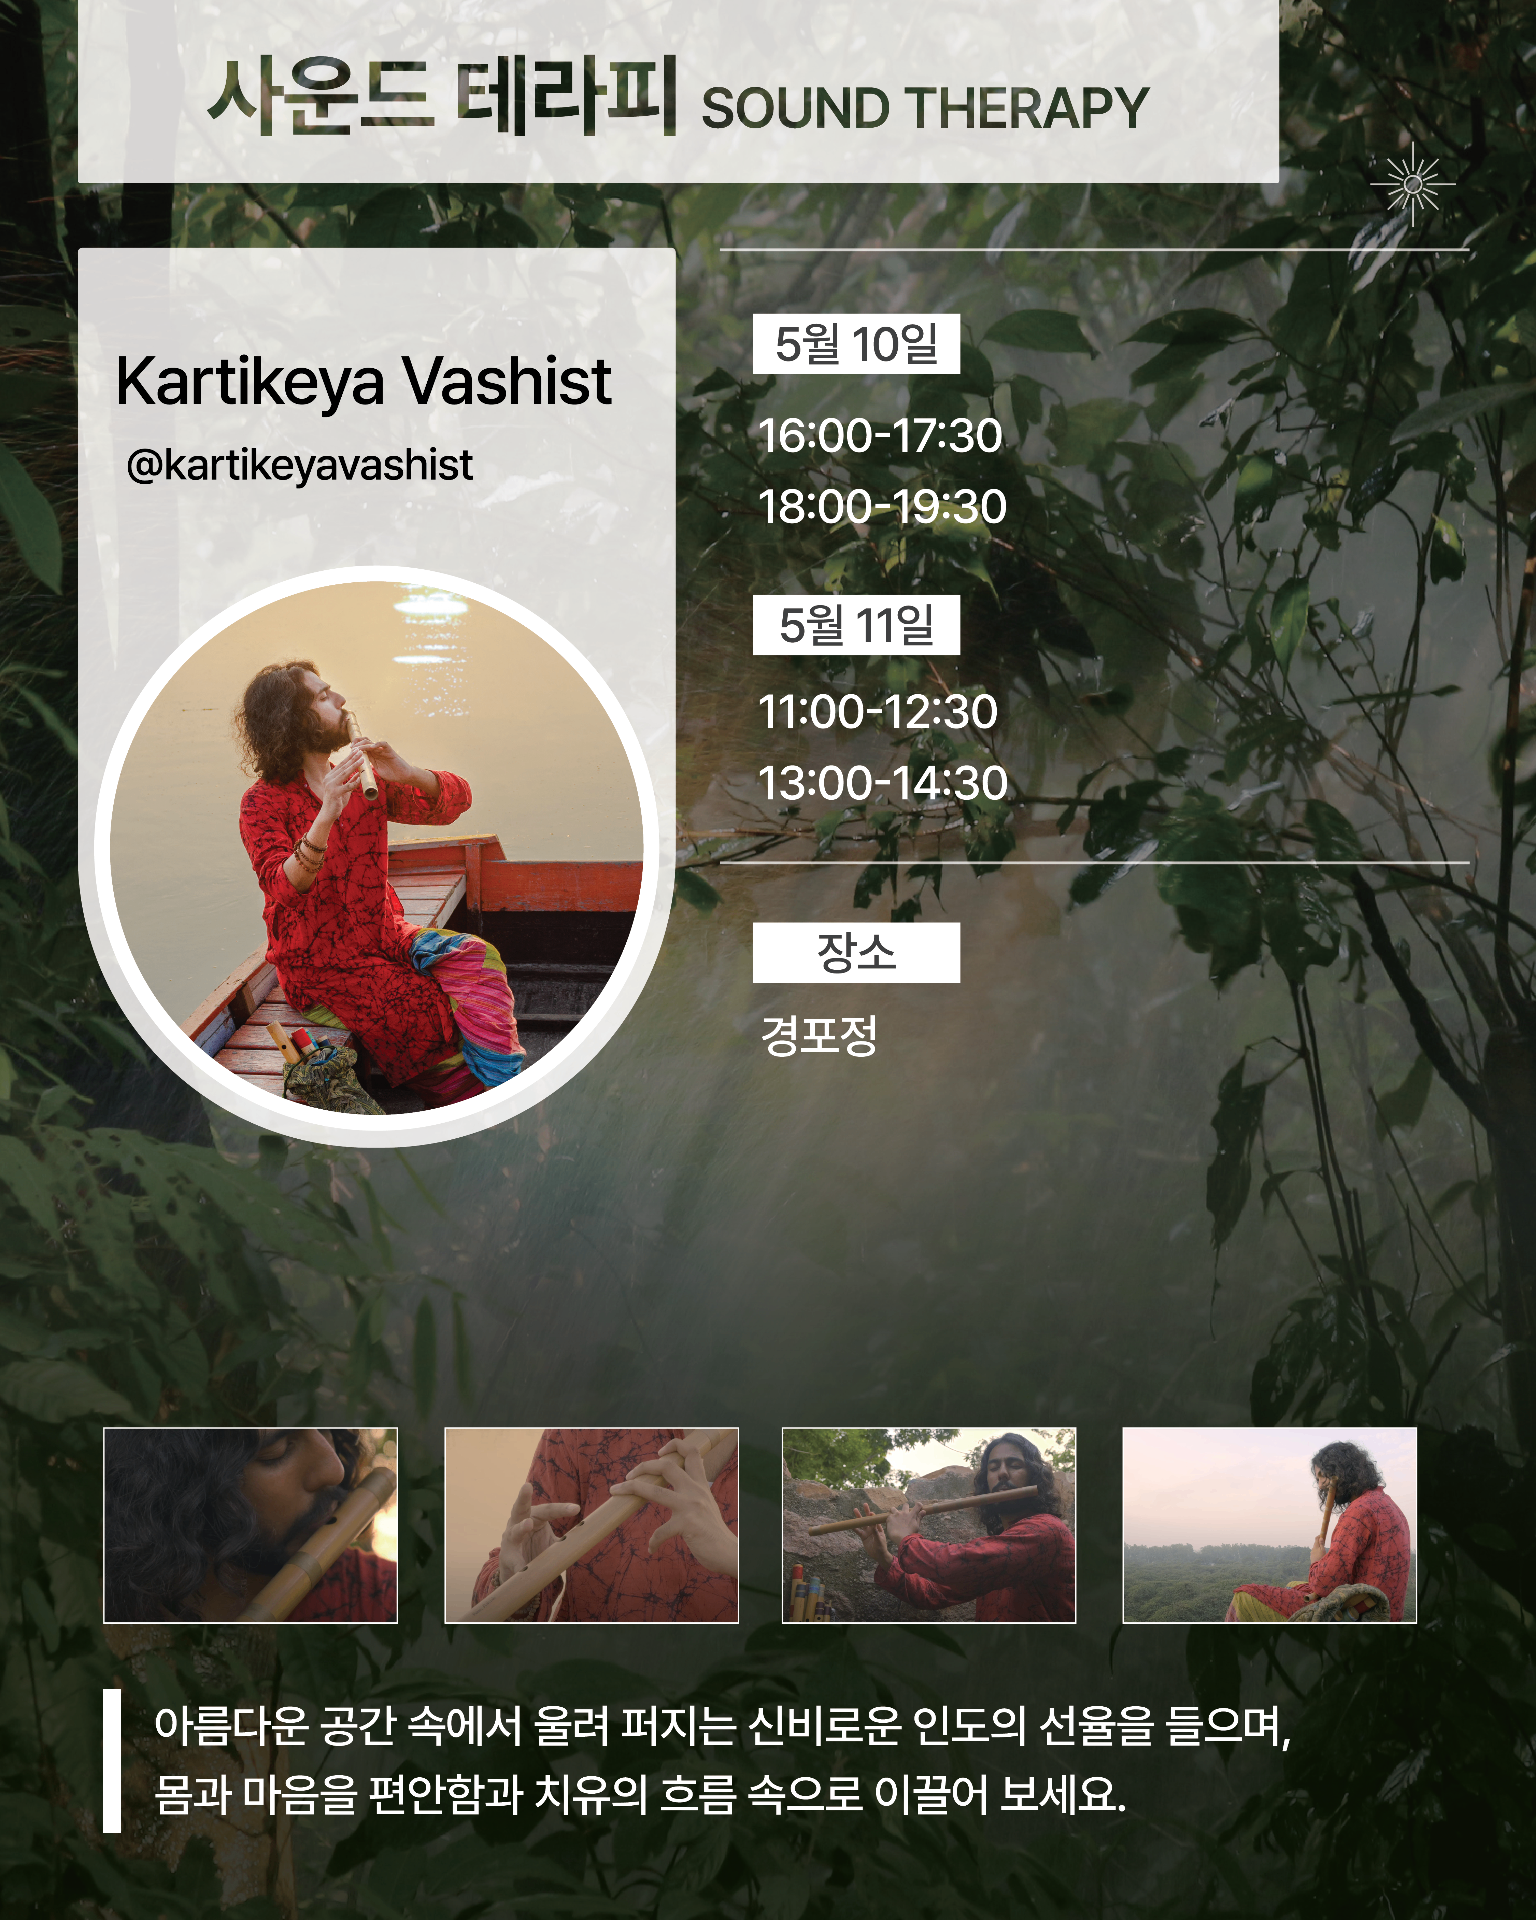 사운드 테라피 SOUND THERAPY
Kartikeya Vashist
@kartikeyavashist
5월 10일
16:00-17:30
18:00-19:30
5월 11일
11:00-12:30
13:00-14:30
장소
경포정
아름다운 공간 속에서 울려 퍼지는 신비로운 인도의 선율을 들으며,
몸과 마음을 편안함과 치유의 흐름 속으로 이끌어 보세요.